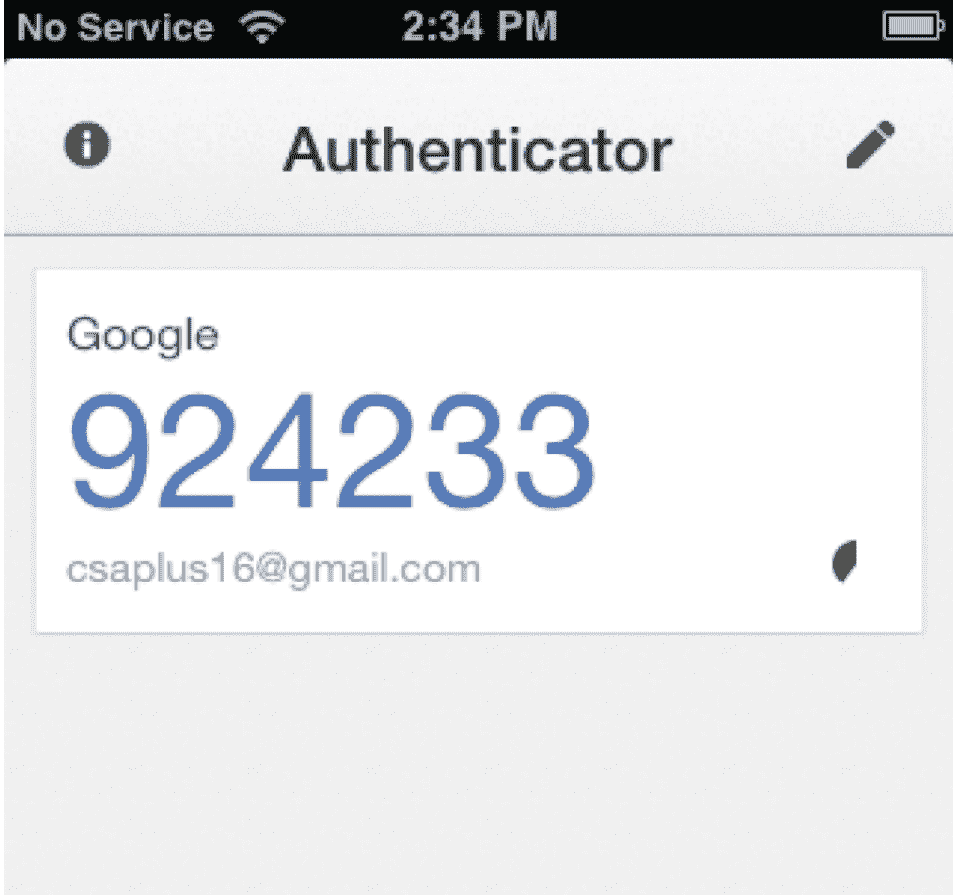 No Service 2:34 PM
Authenticator
Google
924233
csaplus16@gmail.com